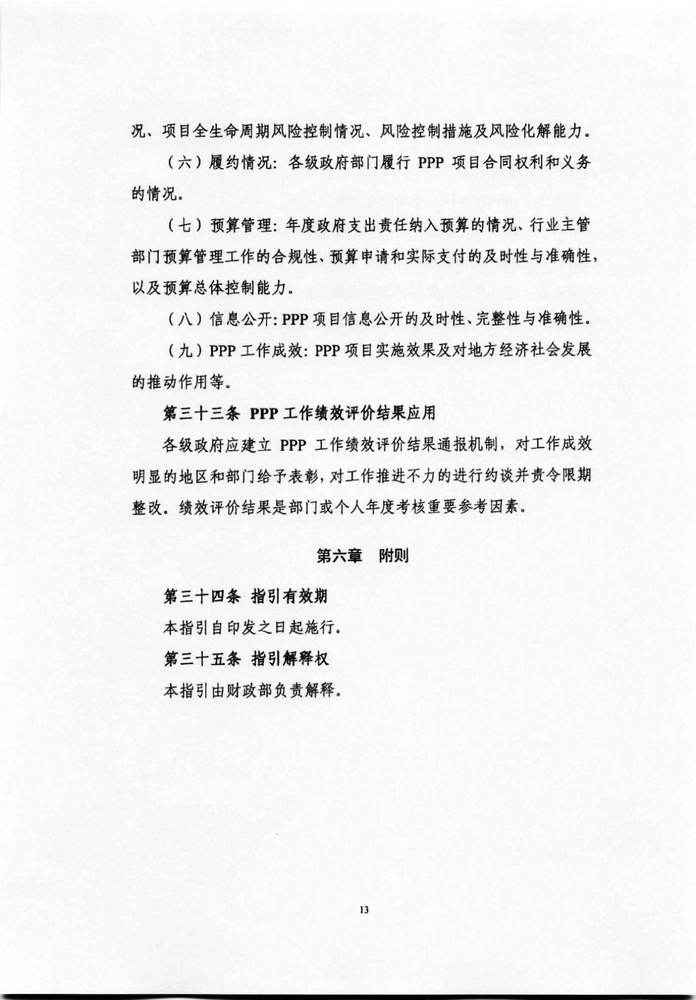 况、项目全生命周期风险控制情况、风险控制措施及风险化解能力。
（六）履约情况：各级政府部门履行 PPP 项目合同权利和义务
的情况。
（七）预算管理：年度政府支出责任纳入预算的情况、行业主管
部门预算管理工作的合规性、预算申请和实际支付的及时性与准确性，
以及预算总体控制能力。
（八）信息公开：PPP 项目信息公开的及时性、完整性与准确性。
（九）PPP 工作成效：PPP 项目实施效果及对地方经济社会发展
的推动作用等。
第三十三条 PPP 工作绩效评价结果应用
各级政府应建立 PPP 工作绩效评价结果通报机制，对工作成效
明显的地区和部门给予表彰，对工作推进不力的进行约谈并责令限期
整改。绩效评价结果是部门或个人年度考核重要参考因素。
第六章 附则
第三十四条 指引有效期
本指引自印发之日起施行。
第三十五条 指引解释权
本指引由财政部负责解释。
13